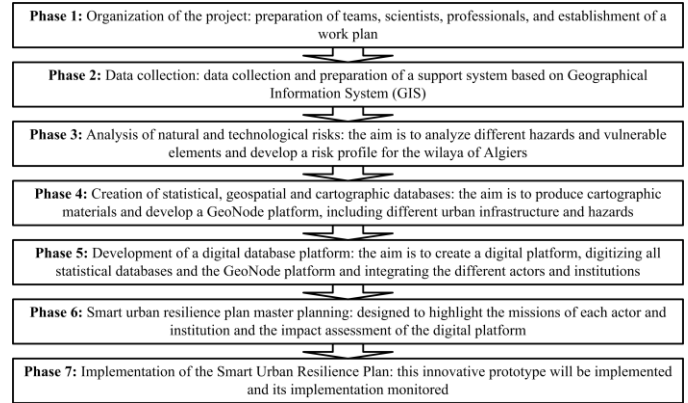 Phase 1: Organization of the project: preparation of teams, scientists, professionals, and establishment of a
work plan
Phase 2: Data collection: data collection and preparation of a support system based on Geographical
Information System (GIS)
Phase 3: Analysis of natural and technological risks: the aim is to analyze different hazards and vulnerable
elements and develop a risk profile for the wilaya of Algiers
Phase 4: Creation of statistical, geospatial and cartographic databases: the aim is to produce cartographic
materials and develop a GeoNode platform, including different urban infrastructure and hazards
Phase 5: Development of a digital database platform: the aim is to create a digital platform, digitizing all
statistical databases and the GeoNode platform and integrating the different actors and institutions
Phase 6: Smart urban resilience plan master planning: designed to highlight the missions of each actor and
institution and the impact assessment of the digital platform
Phase 7: Implementation of the Smart Urban Resilience Plan: this innovative prototype will be implemented
and its implementation monitored